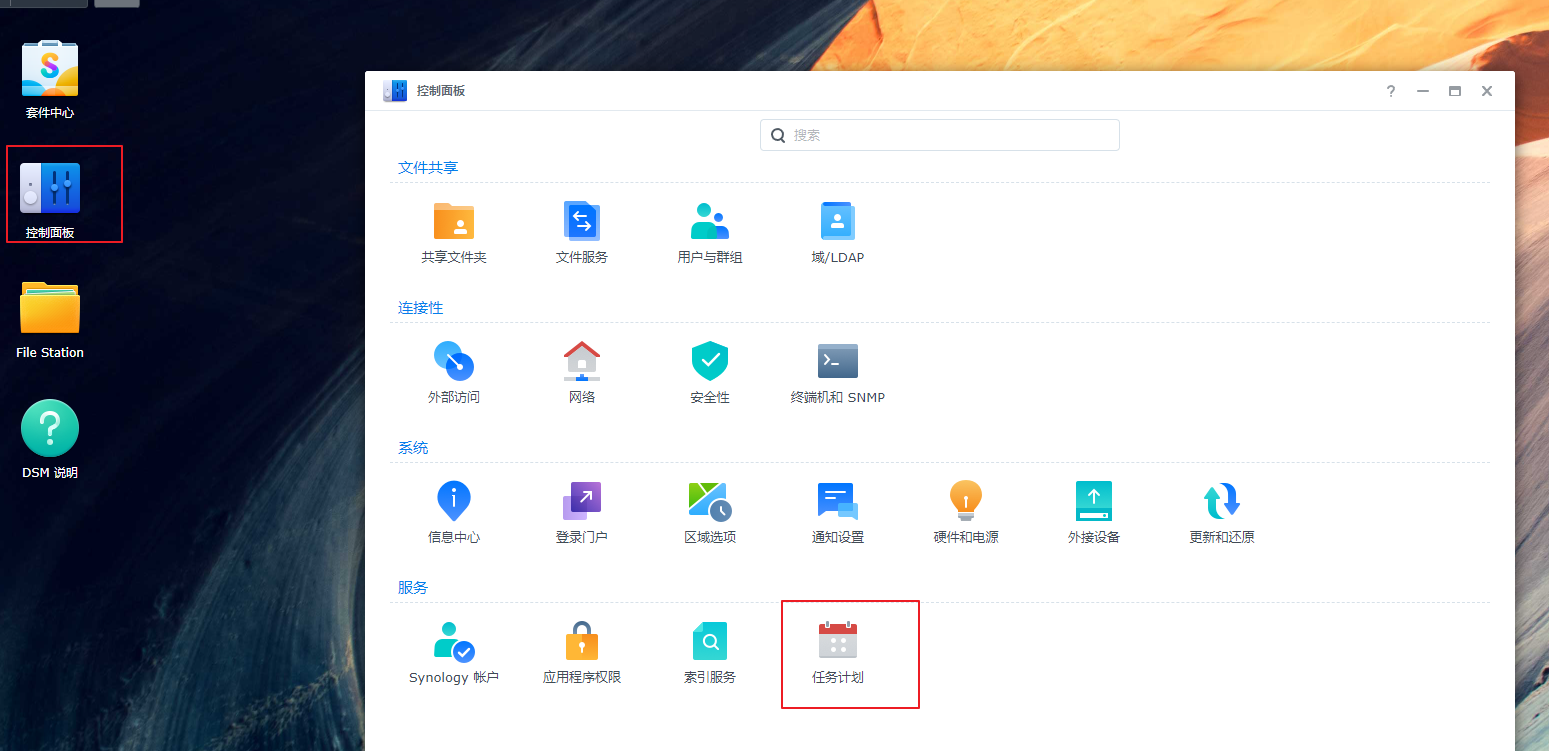 套件中心
控制面板
File Station
DSM 说明
控制面板
搜索
文件共享
共享文件夹 文件服务 用户与群组 域/LDAP
连接性
外部访问 网络 安全性 终端机和 SNMP
系统
信息中心 登录门户 区域选项 通知设置 硬件和电源 外接设备 更新和还原
服务
Synology 帐户 应用程序权限 索引服务 任务计划